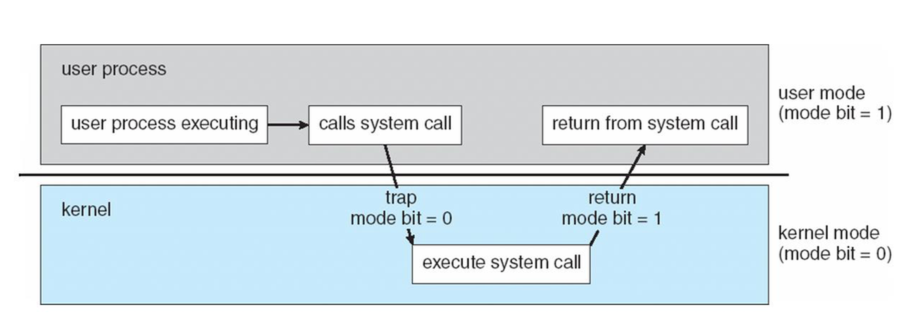 user process
user process executing
calls system call
return from system call
user mode
(mode bit = 1)
kernel
trap
mode bit = 0
return
mode bit = 1
execute system call
kernel mode
(mode bit = 0)